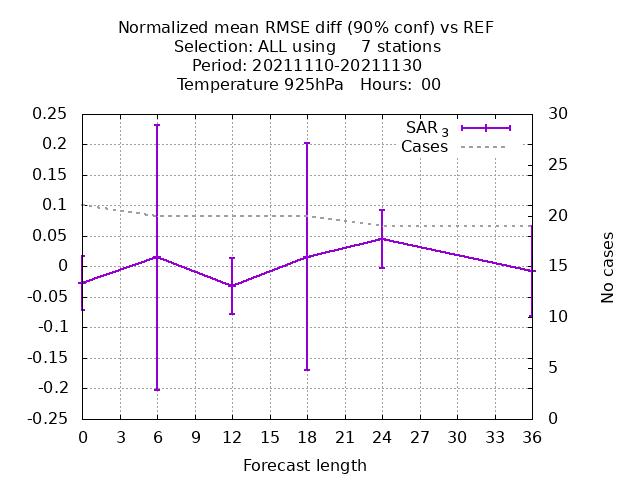 Normalized mean RMSE diff (90% conf) vs REF
Selection: ALL using 7 stations
Period: 20211110-20211130
Temperature 925hPa Hours: 00
0.25
0.2
0.15
0.1
0.05
0
-0.05
-0.1
-0.15
-0.2
-0.25
SAR 3
Cases
30
25
20
15
10
5
0
No cases
0 3 6 9 12 15 18 21 24 27 30 33 36
Forecast length